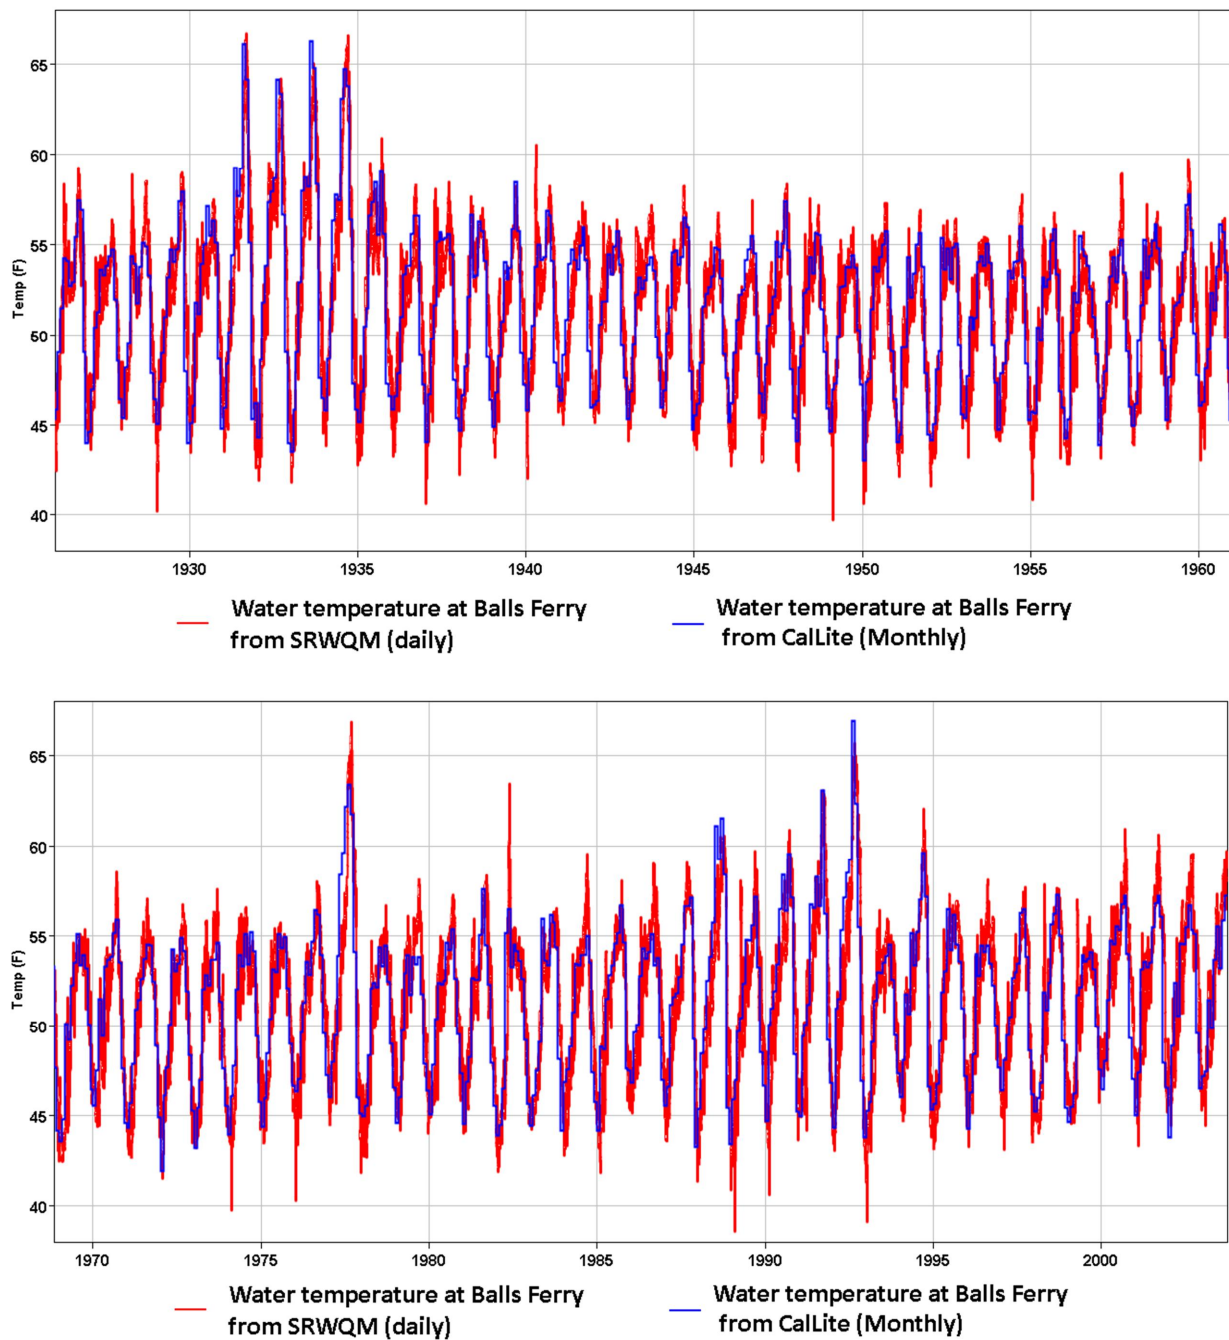 65
60
55
50
45
40
Temp (F)
1930 1935 1940 1945 1950 1955 1960
Water temperature at Balls Ferry
from SRWQM (daily)
Water temperature at Balls Ferry
from CalLite (Monthly)
65
60
55
50
45
40
Temp (F)
1970 1975 1980 1985 1990 1995 2000
Water temperature at Balls Ferry
from SRWQM (daily)
Water temperature at Balls Ferry
from CalLite (Monthly)